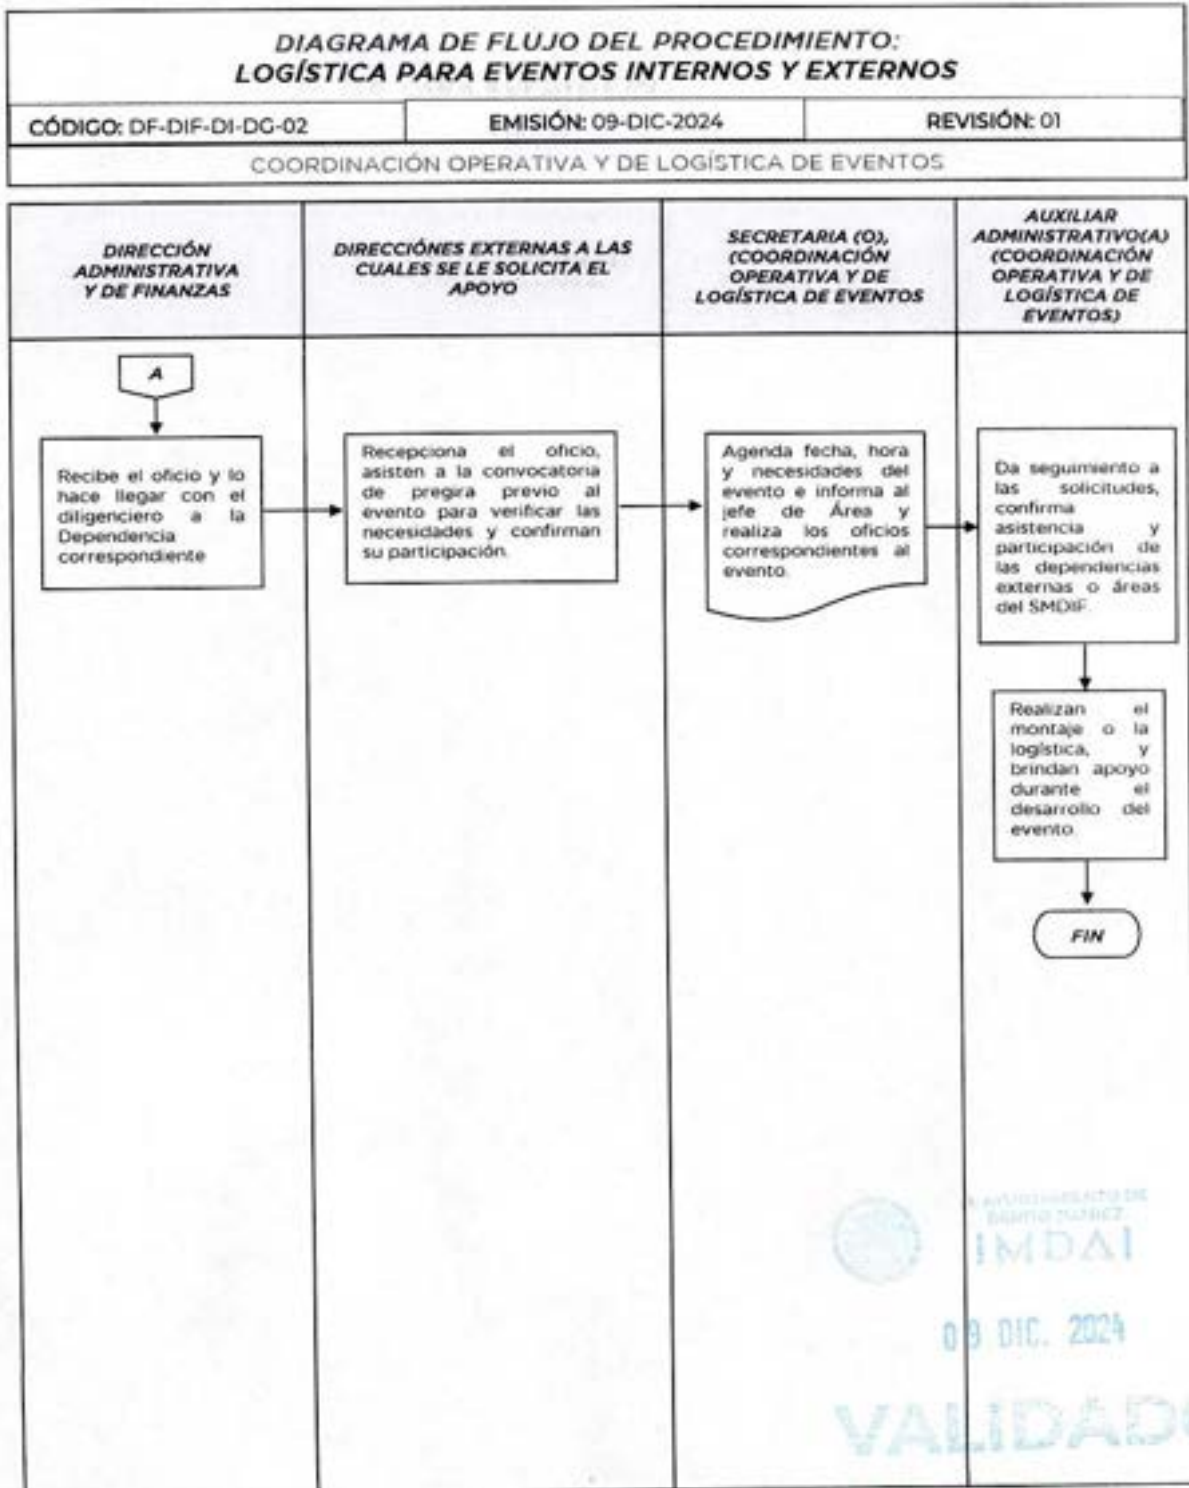 DIAGRAMA DE FLUJO DEL PROCEDIMIENTO:
LOGÍSTICA PARA EVENTOS INTERNOS Y EXTERNOS
CÓDIGO: DF-DIF-DI-DG-02
EMISIÓN: 09-DIC-2024
REVISIÓN: 01
COORDINACIÓN OPERATIVA Y DE LOGÍSTICA DE EVENTOS
DIRECCIÓN
ADMINISTRATIVA
Y DE FINANZAS
DIRECCIÓNES EXTERNAS A LAS
CUALES SE LE SOLICITA EL
APOYO
SECRETARIA (O),
(COORDINACIÓN
OPERATIVA Y DE
LOGÍSTICA DE EVENTOS
AUXILIAR
ADMINISTRATIVO(A)
(COORDINACIÓN
OPERATIVA Y DE
LOGÍSTICA DE
EVENTOS)
A
Recibe el oficio y lo
hace llegar con el
diligenciero a la
Dependencia
correspondiente
Recepciona el oficio,
asisten a la convocatoria
de pregira previo al
evento para verificar las
necesidades y confirman
su participación.
Agenda fecha, hora
y necesidades del
evento e informa al
jefe de Área y
realiza los oficios
correspondientes al
evento.
Da seguimiento a
las solicitudes,
confirma
asistencia y
participación de
las dependencias
externas o áreas
del SMDIF.
Realizan el
montaje o la
logística, y
brindan apoyo
durante el
desarrollo del
evento
FIN
AYUNTAMIENTO DE
BENITO JUÁREZ
IMDAI
09 DIC. 2024
VALIDADO